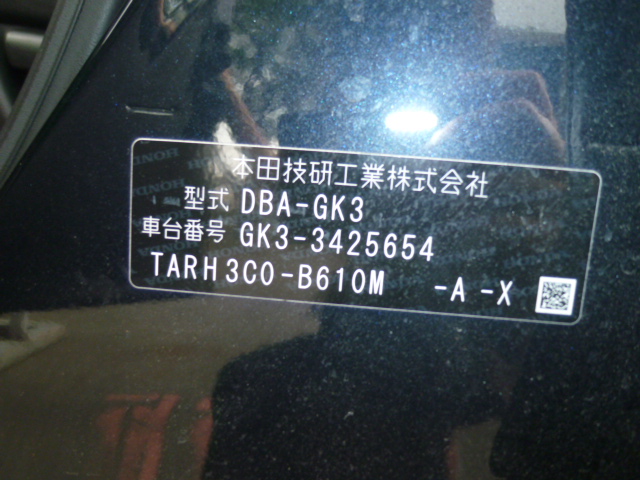 本田技研工業株式会社
型式 DBA-GK3
車台番号 GK3-3425654
TARH3C0-B610M -A -X